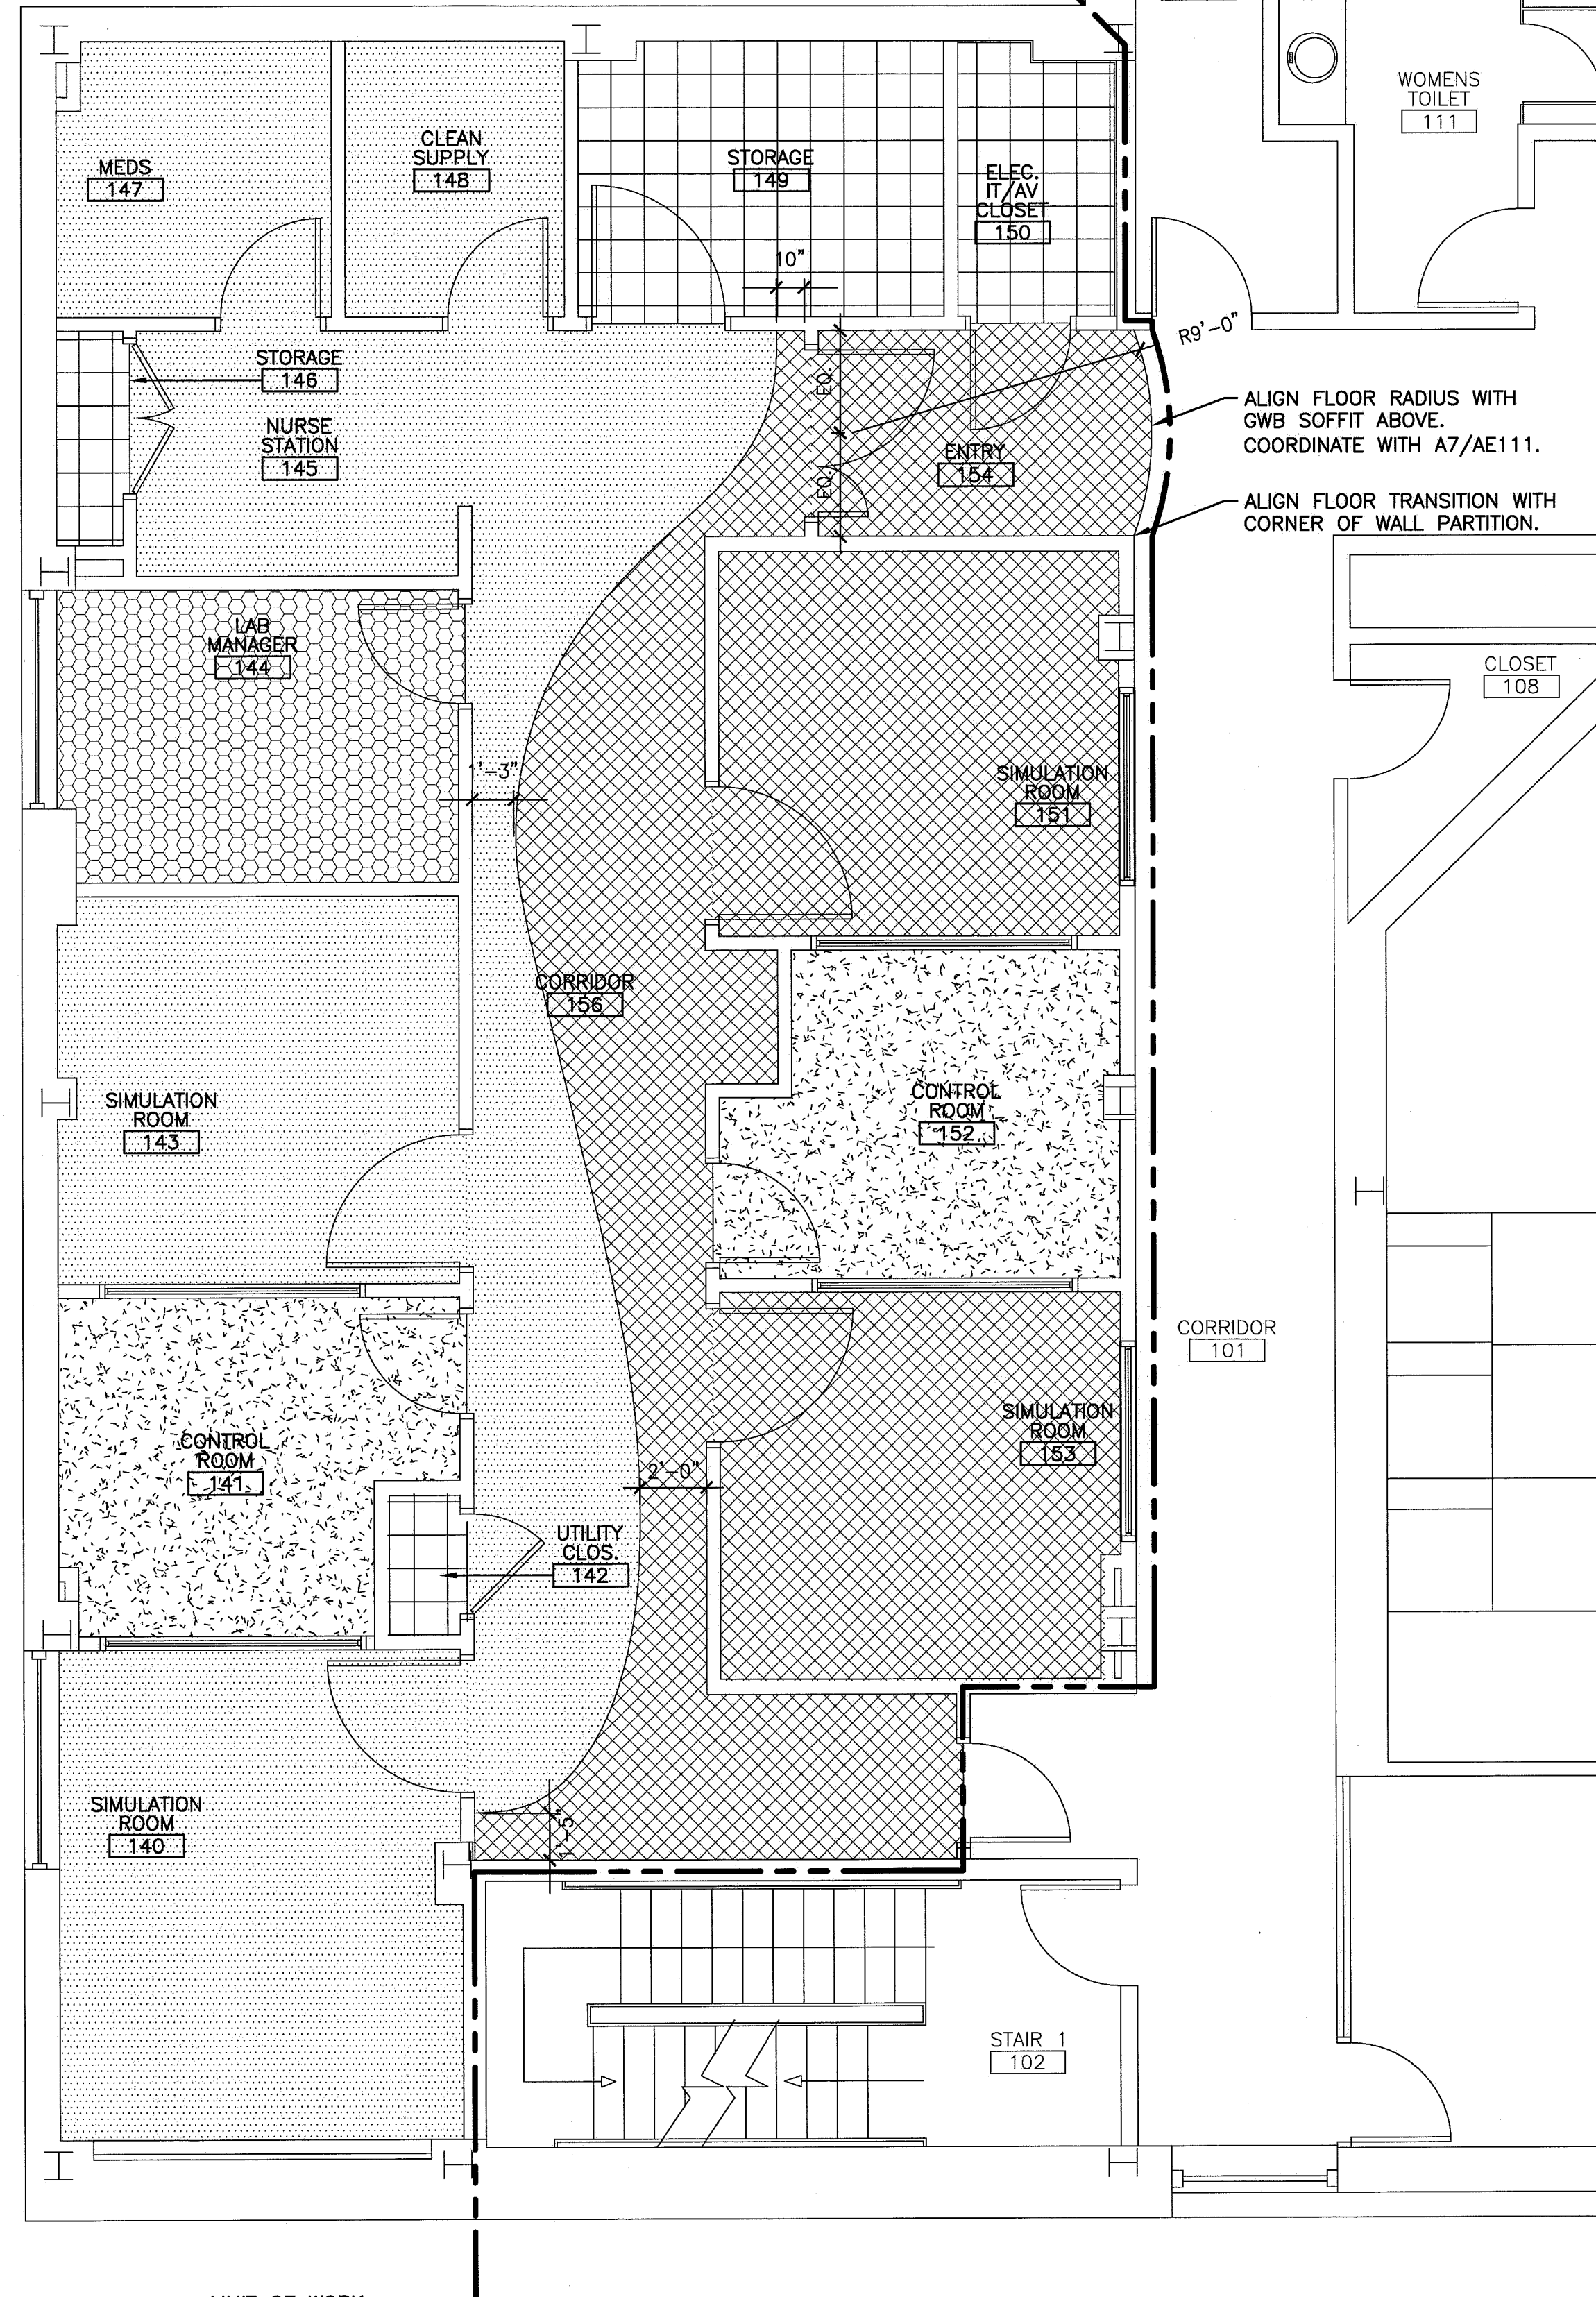 WOMENS
TOILET
111
CLEAN
SUPPLY
148
MEDS
147
STORAGE
149
ELEC.
IT/AV
CLOSET
150
10"
R9'-0"
STORAGE
146
EQ.
ALIGN FLOOR RADIUS WITH
GWB SOFFIT ABOVE.
COORDINATE WITH A7/AE111.
NURSE
STATION
145
ENTRY
154
EQ.
ALIGN FLOOR TRANSITION WITH
CORNER OF WALL PARTITION.
LAB
MANAGER
144
CLOSET
108
1'-3"
SIMULATION
ROOM
151
CORRIDOR
156
SIMULATION
ROOM
143
CONTROL
ROOM
152
CORRIDOR
101
SIMULATION
ROOM
153
CONTROL
ROOM
141
2'-0"
UTILITY
CLOS.
142
SIMULATION
ROOM
140
1'-5"
STAIR 1
102